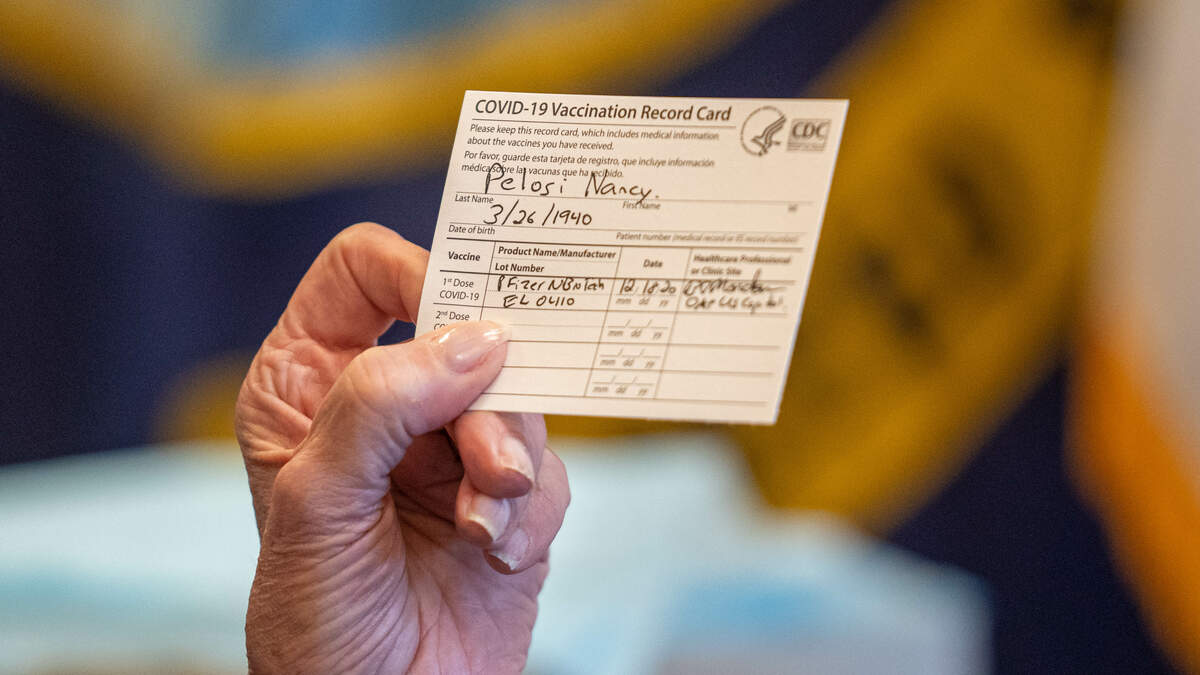 COVID-19 Vaccination Record Card
CDC
Please keep this record card, which includes medical information
about the vaccines you have received.
Por favor, guarde esta tarjeta de registro, que incluye información
médica sobre las vacunas que ha recibido.
Pelosi Nancy.
Last Name First Name MI
3/26/1940
Date of birth Patient number (medical record or IIS record number)
Vaccine Product Name/Manufacturer Date Healthcare Professional
Lot Number or Clinic Site
1st Dose Pfizer 12/18/20
COVID-19 EL 0410 mm dd yy OAP US Capitol
2nd Dose
mm dd yy
mm dd yy
mm dd yy